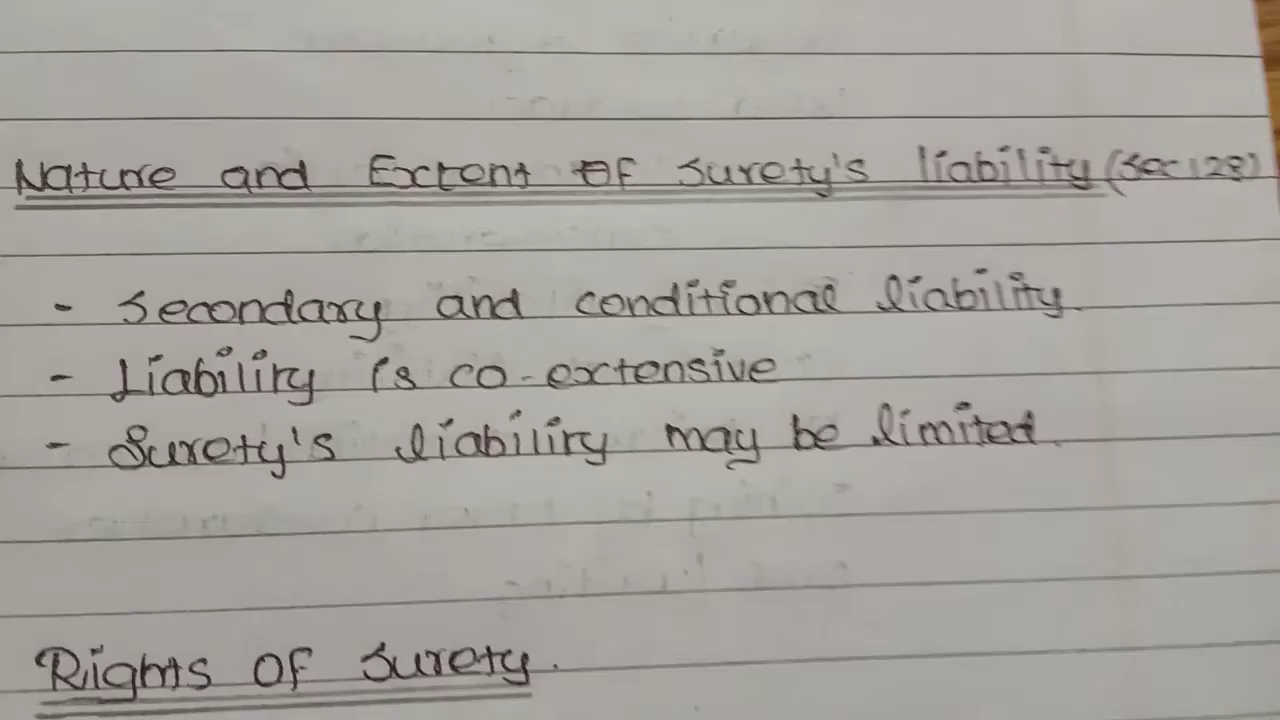 Nature and Extent of Surety's liability (Sec 128)
- Secondary and conditional liability
- Liability is co-extensive
- Surety's liability may be limited
Rights of Surety.